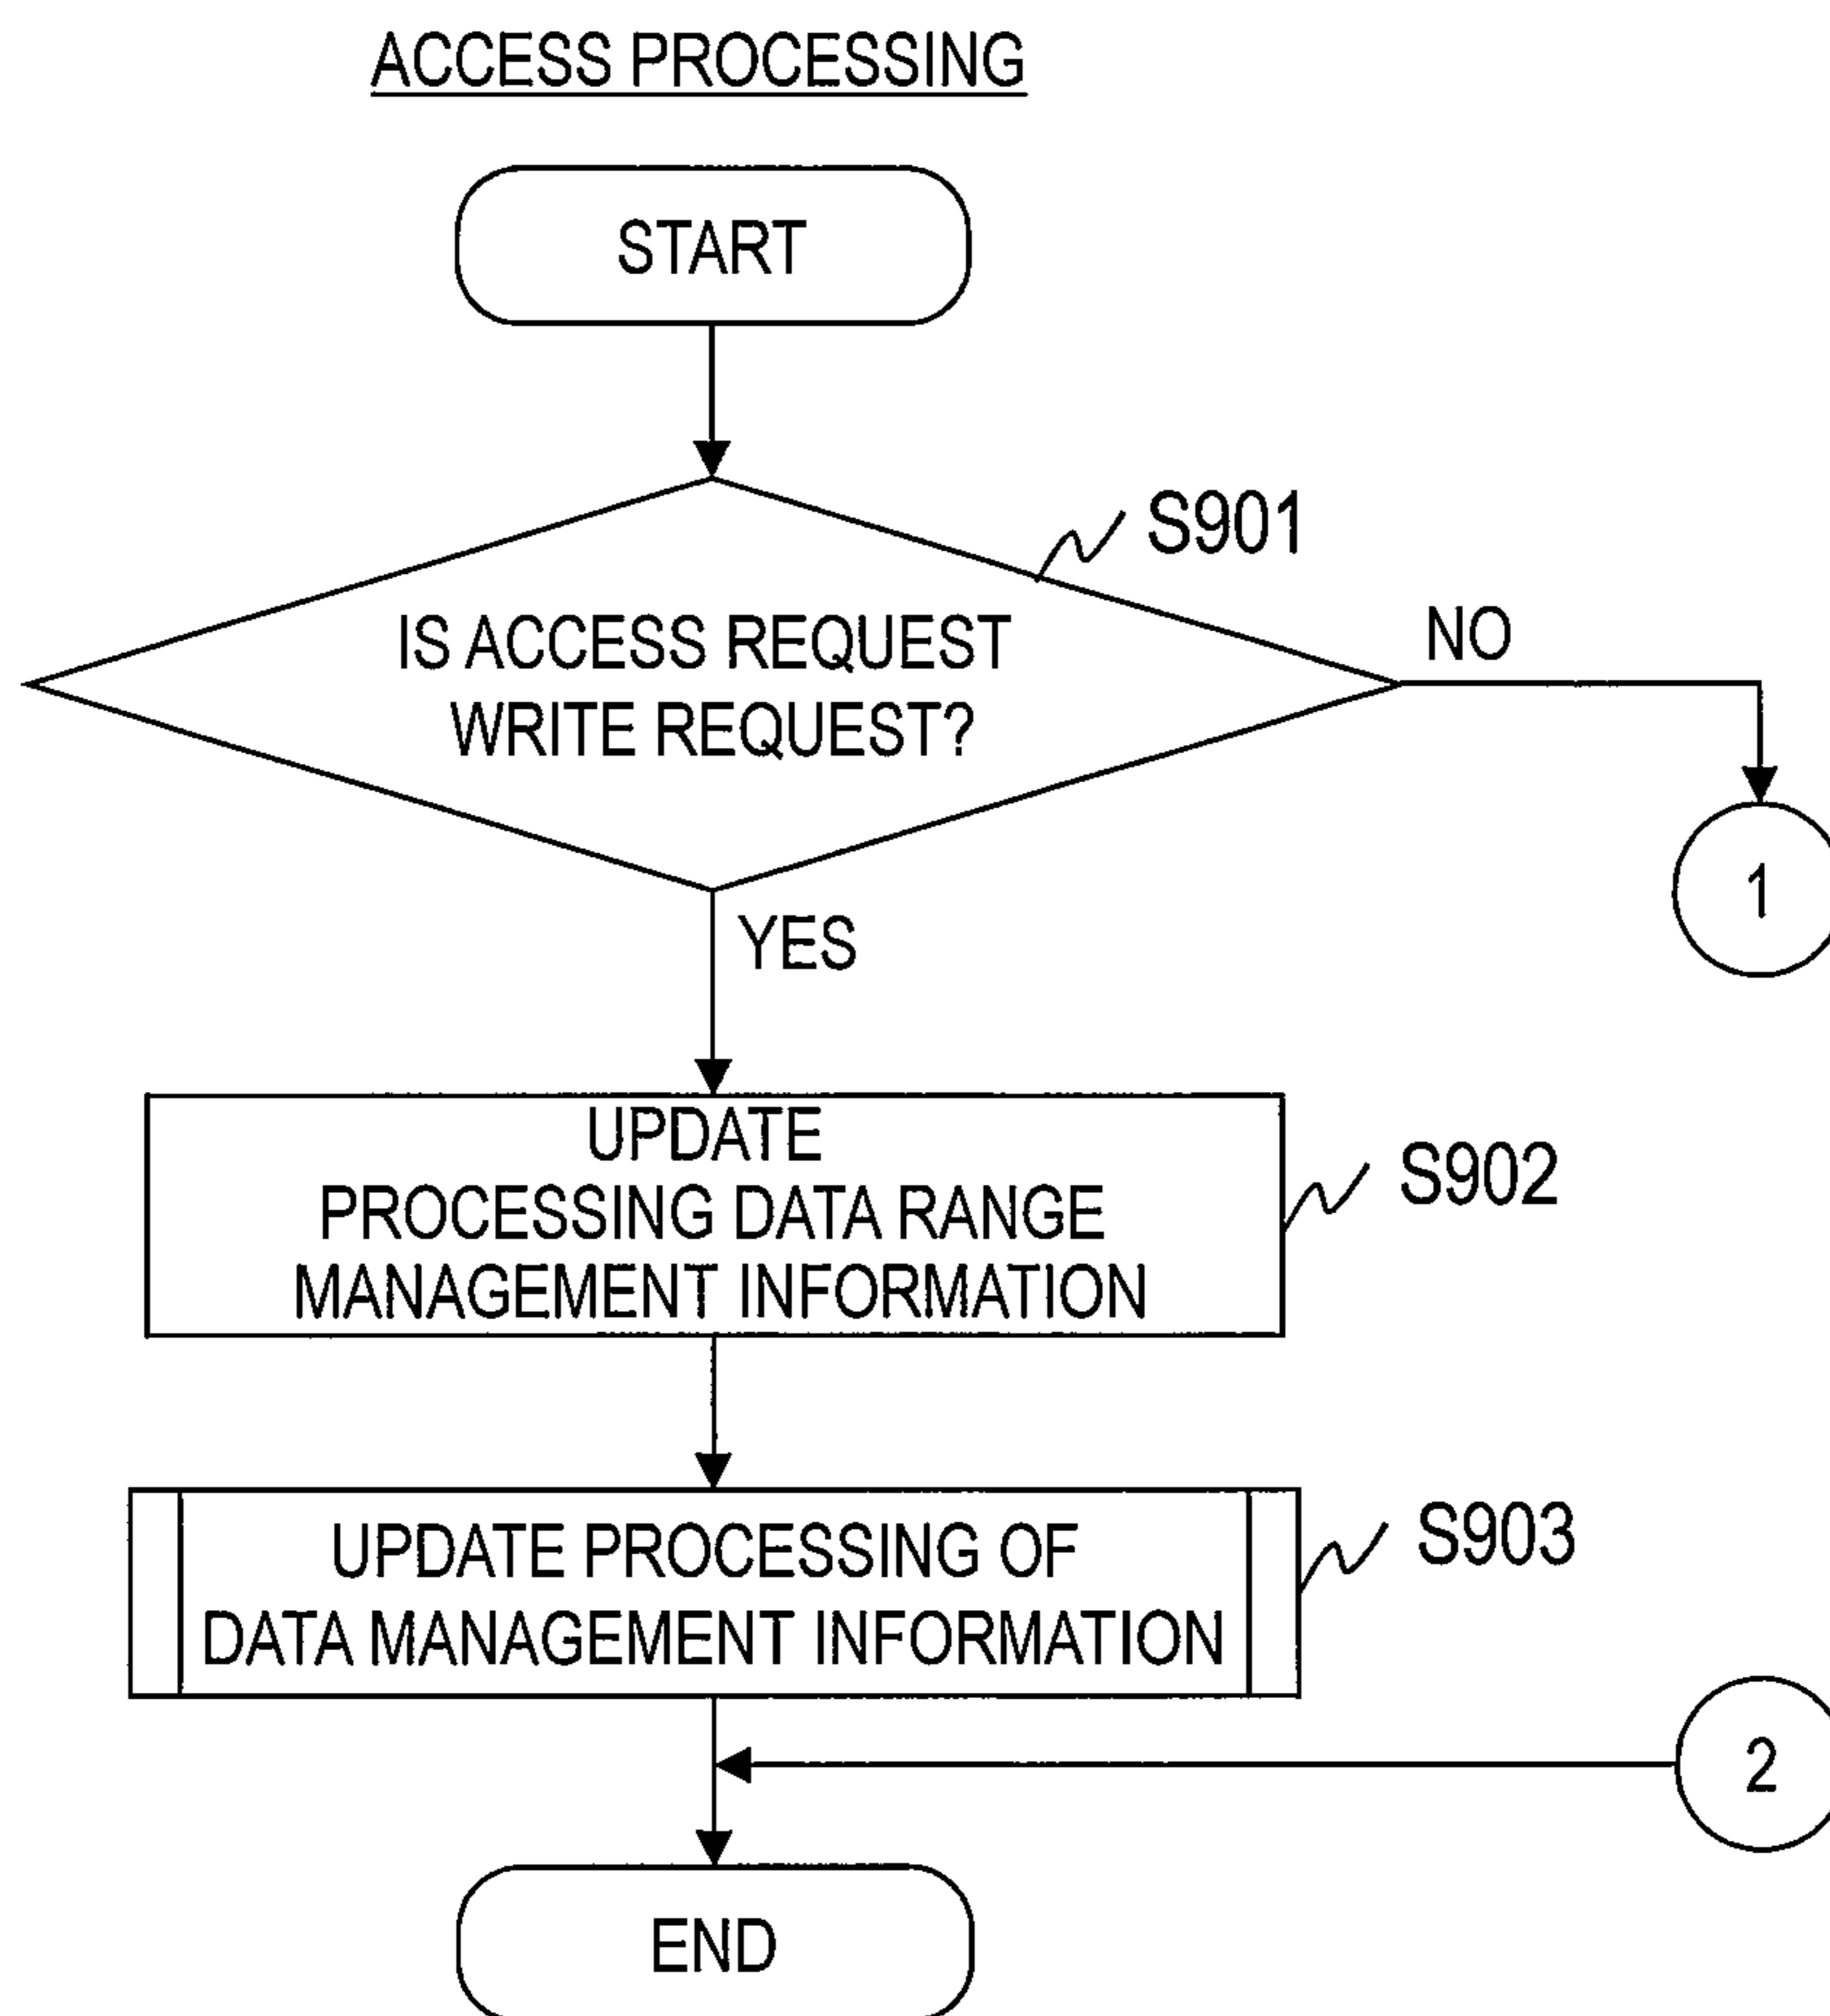 ACCESS PROCESSING
START
S901
IS ACCESS REQUEST
WRITE REQUEST?
NO
1
YES
UPDATE
PROCESSING DATA RANGE
MANAGEMENT INFORMATION
S902
UPDATE PROCESSING OF
DATA MANAGEMENT INFORMATION
S903
2
END